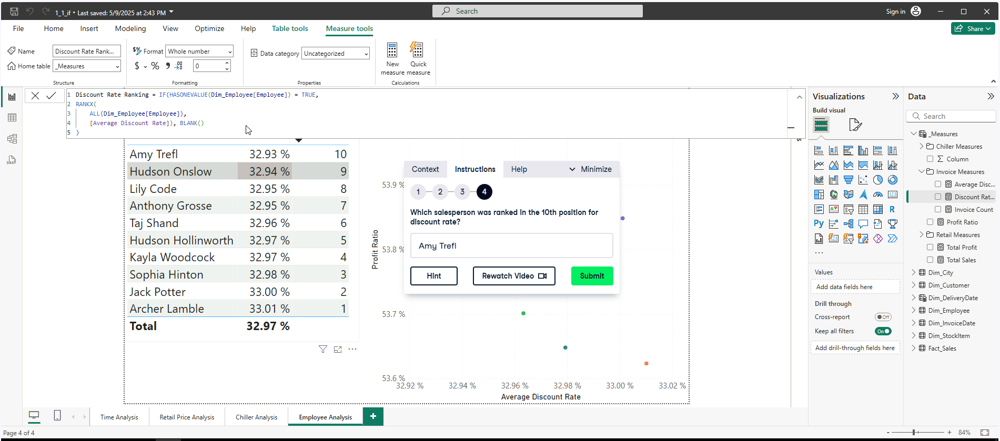 1_1_if • Last saved: 5/9/2025 at 2:43 PM
Search
Sign in
File
Home
Insert
Modeling
View
Optimize
Help
Table tools
Measure tools
Share
Name
Discount Rate Rank...
Home table
_Measures
Structure
$% Format
Whole number
$ % 9 .00
0
Formatting
Data category
Uncategorized
Properties
New measure
Quick measure
Calculations
1 Discount Rate Ranking = IF(HASONEVALUE(Dim_Employee[Employee]) = TRUE,
2 RANKX(
3 ALL(Dim_Employee[Employee]),
4 [Average Discount Rate]), BLANK()
5 )
DAX
Amy Trefl 32.93 % 10
Hudson Onslow 32.94 % 9
Lily Code 32.95 % 8
Anthony Grosse 32.95 % 7
Taj Shand 32.96 % 6
Hudson Hollinworth 32.97 % 5
Kayla Woodcock 32.97 % 4
Sophia Hinton 32.98 % 3
Jack Potter 33.00 % 2
Archer Lamble 33.01 % 1
Total 32.97 %
Profit Ratio
53.9 %
53.8 %
53.7 %
53.6 %
32.92 %
32.94 %
32.96 %
32.98 %
33.00 %
33.02 %
Average Discount Rate
Context
Instructions
Help
Minimize
1 2 3 4
Which salesperson was ranked in the 10th position for
discount rate?
Amy Trefl
Hint
Rewatch Video
Submit
Visualizations
Build visual
123
R
Py
123
...
Values
Add data fields here
Drill through
Cross-report
Off
Keep all filters
On
Add drill-through fields here
Data
Search
_Measures
Chiller Measures
Column
Invoice Measures
Average Disc...
Discount Rat...
Invoice Count
Profit Ratio
Retail Measures
Total Profit
Total Sales
Dim_City
Dim_Customer
Dim_DeliveryDate
Dim_Employee
Dim_InvoiceDate
Dim_StockItem
Fact_Sales
Time Analysis
Retail Price Analysis
Chiller Analysis
Employee Analysis
+
Page 4 of 4
- + 84%